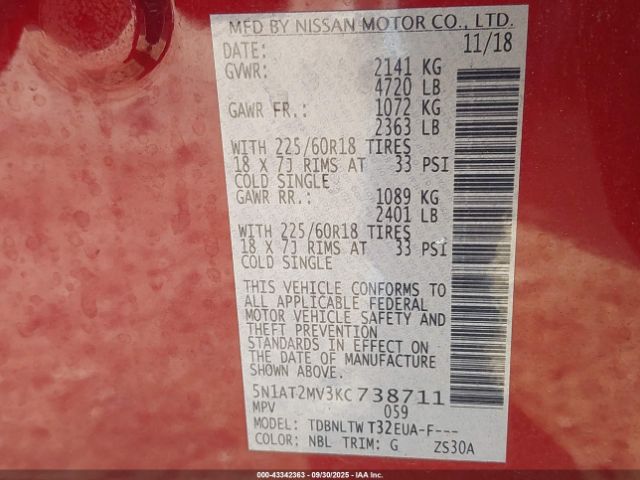 MFD BY NISSAN MOTOR CO., LTD.
DATE: 11/18
GVWR: 2141 KG
4720 LB
GAWR FR.: 1072 KG
2363 LB
WITH 225/60R18 TIRES
18 X 7J RIMS AT 33 PSI
COLD SINGLE
GAWR RR.: 1089 KG
2401 LB
WITH 225/60R18 TIRES
18 X 7J RIMS AT 33 PSI
COLD SINGLE
THIS VEHICLE CONFORMS TO
ALL APPLICABLE FEDERAL
MOTOR VEHICLE SAFETY AND
THEFT PREVENTION
STANDARDS IN EFFECT ON
THE DATE OF MANUFACTURE
SHOWN ABOVE.
5N1AT2MV3KC738711
MPV 059
MODEL: TDBNLTW T32EUA-F---
COLOR: NBL TRIM: G ZS30A
000-43342363 - 09/30/2025 - IAAI.com